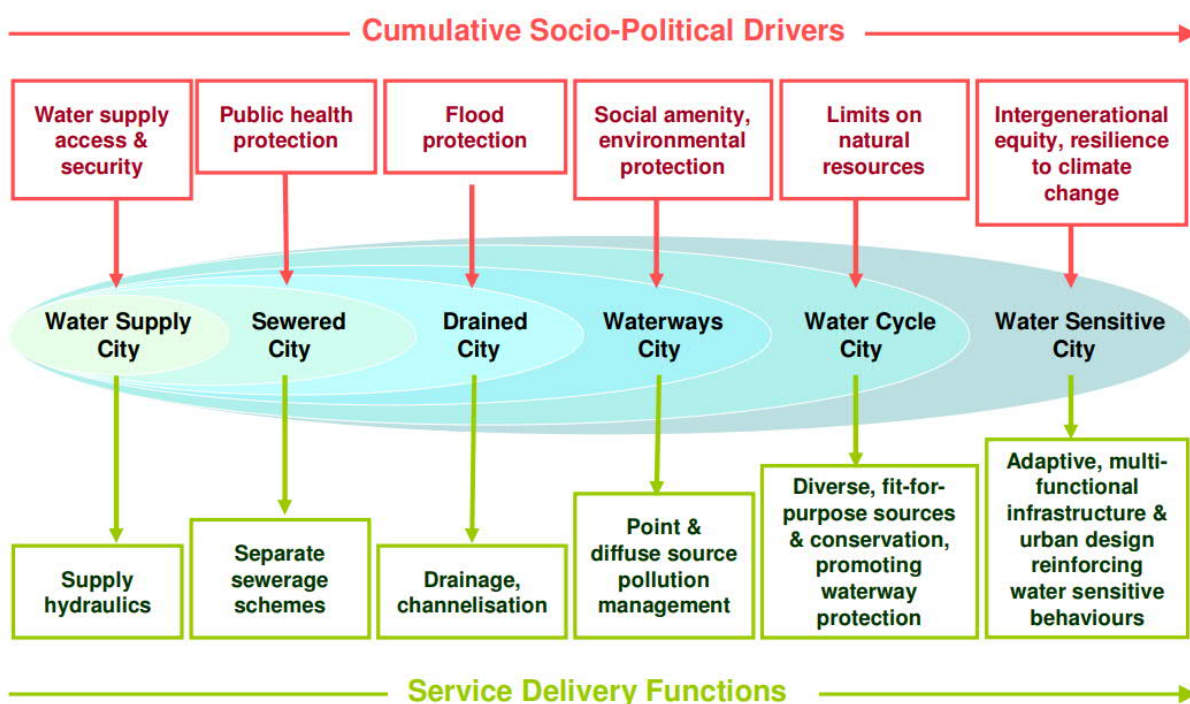 Cumulative Socio-Political Drivers
Water supply
access &
security
Public health
protection
Flood
protection
Social amenity,
environmental
protection
Limits on
natural
resources
Intergenerational
equity, resilience
to climate
change
Water Supply
City
Sewered
City
Drained
City
Waterways
City
Water Cycle
City
Water Sensitive
City
Supply
hydraulics
Separate
sewerage
schemes
Drainage,
channelisation
Point &
diffuse source
pollution
management
Diverse, fit-for-
purpose sources
& conservation,
promoting
waterway
protection
Adaptive, multi-
functional
infrastructure &
urban design
reinforcing
water sensitive
behaviours
Service Delivery Functions